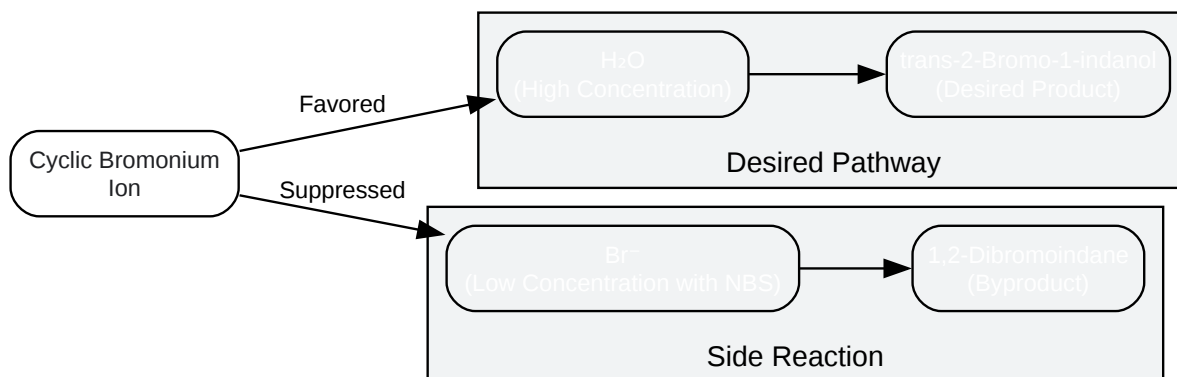 Cyclic Bromonium
Ion
Favored
Suppressed
H₂O
(High Concentration)
trans-2-Bromo-1-indanol
(Desired Product)
Desired Pathway
Br⁻
(Low Concentration with NBS)
1,2-Dibromoindane
(Byproduct)
Side Reaction